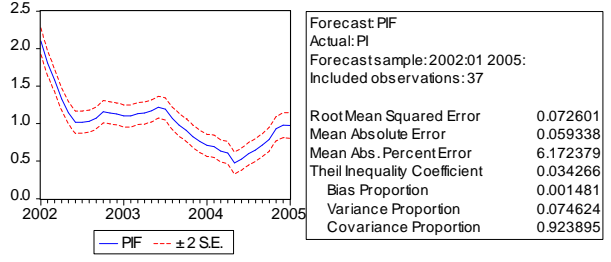 2.5
2.0
1.5
1.0
0.5
0.0
2002 2003 2004 2005
PIF ± 2 S.E.
Forecast: PIF
Actual: PI
Forecast sample: 2002:01 2005:
Included observations: 37
Root Mean Squared Error 0.072601
Mean Absolute Error 0.059338
Mean Abs. Percent Error 6.172379
Theil Inequality Coefficient 0.034266
Bias Proportion 0.001481
Variance Proportion 0.074624
Covariance Proportion 0.923895